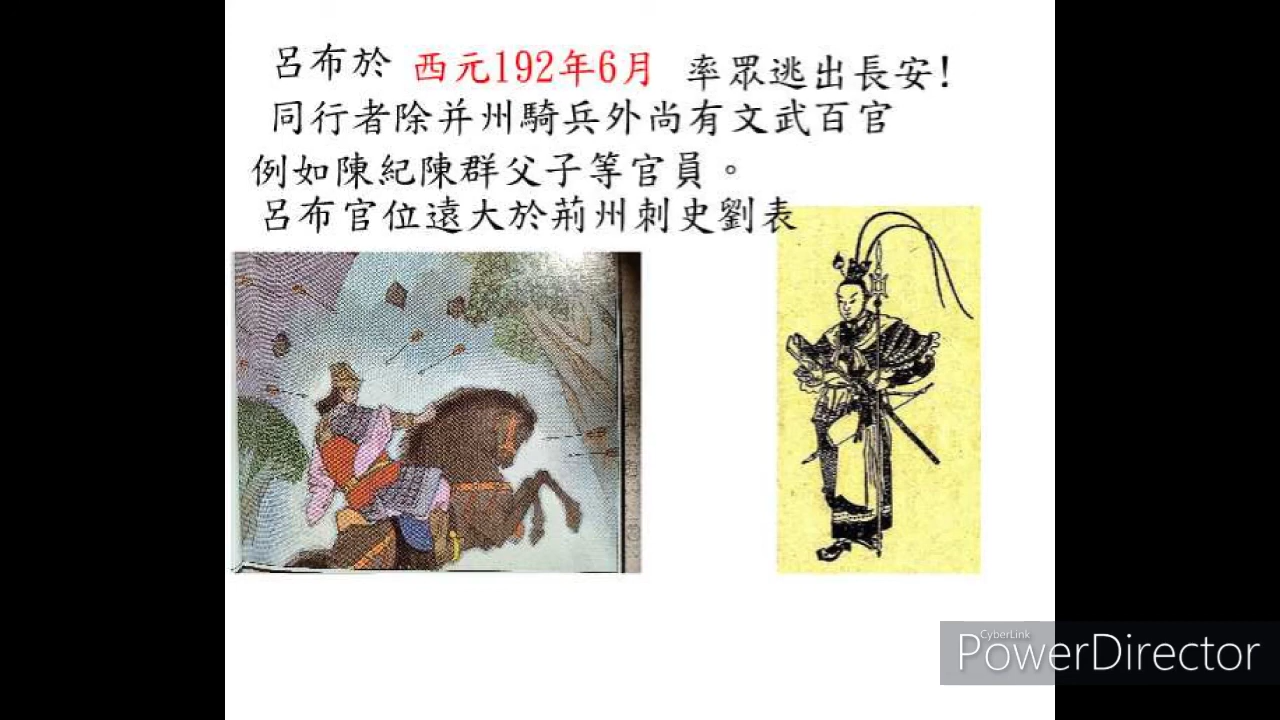 呂布於 西元192年6月 率眾逃出長安!
同行者除并州騎兵外尚有文武百官
例如陳紀陳群父子等官員。
呂布官位遠大於荊州刺史劉表
CyberLink
PowerDirector